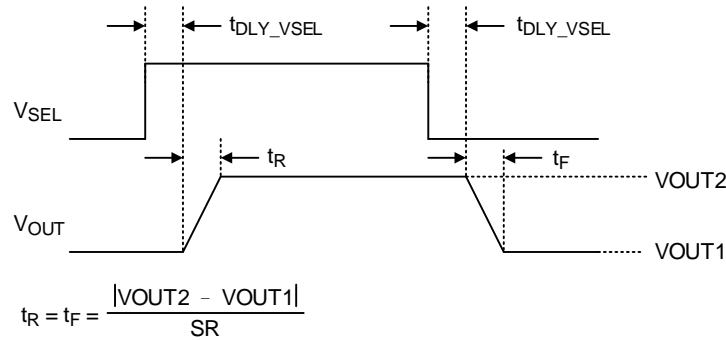 tDLY_VSEL tDLY_VSEL
VSEL
tR tF
VOUT2
VOUT
VOUT1
tR = tF = |VOUT2 - VOUT1|
SR